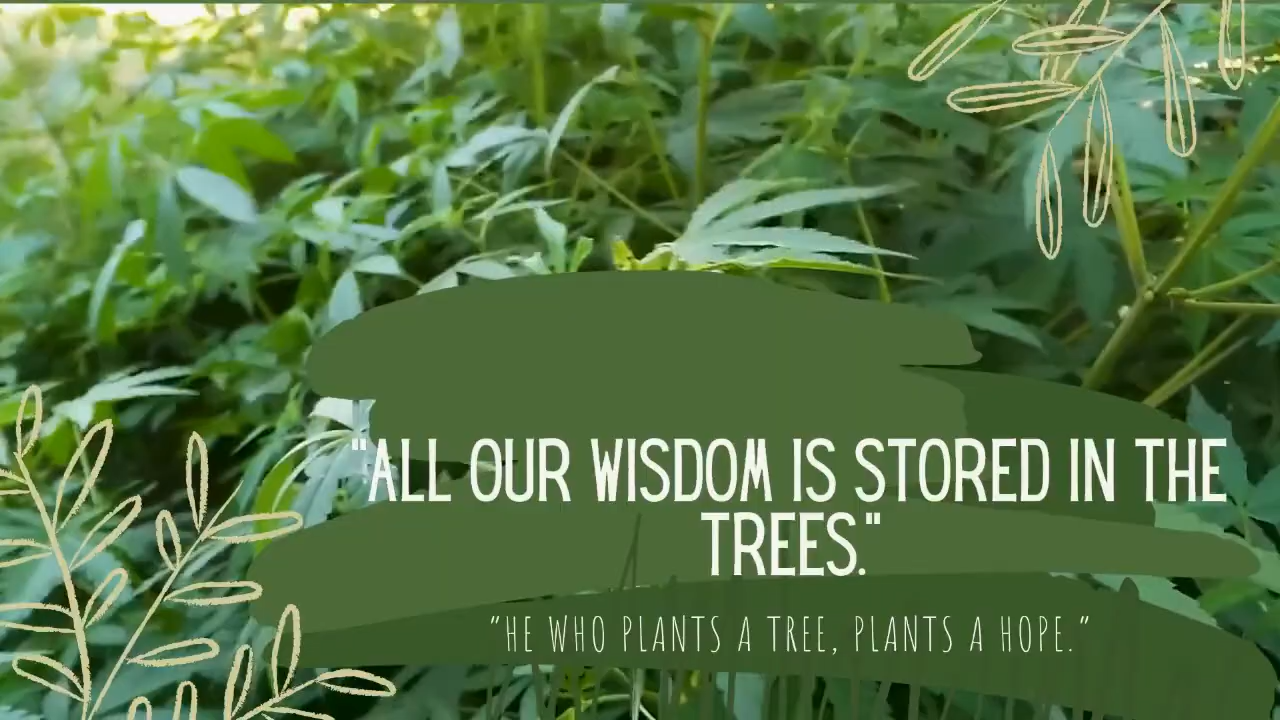 "ALL OUR WISDOM IS STORED IN THE
TREES."
"HE WHO PLANTS A TREE, PLANTS A HOPE."